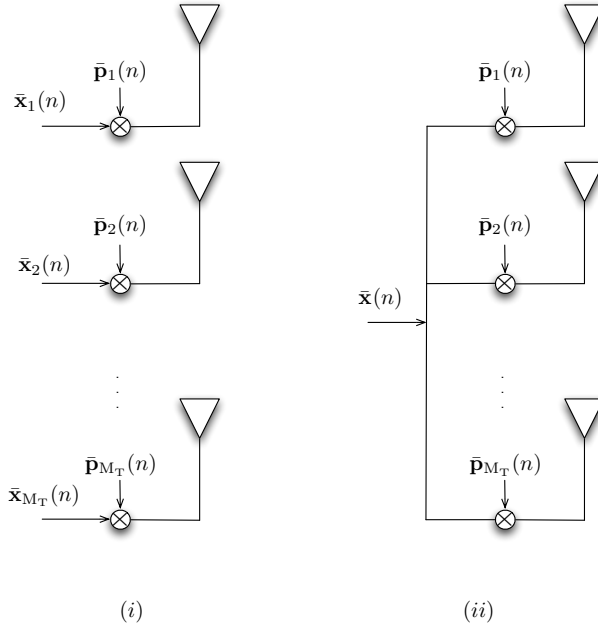 p̄₁(n)
x̄₁(n)
p̄₂(n)
x̄₂(n)
p̄_{M_T}(n)
x̄_{M_T}(n)
(i)
p̄₁(n)
p̄₂(n)
x̄(n)
p̄_{M_T}(n)
(ii)